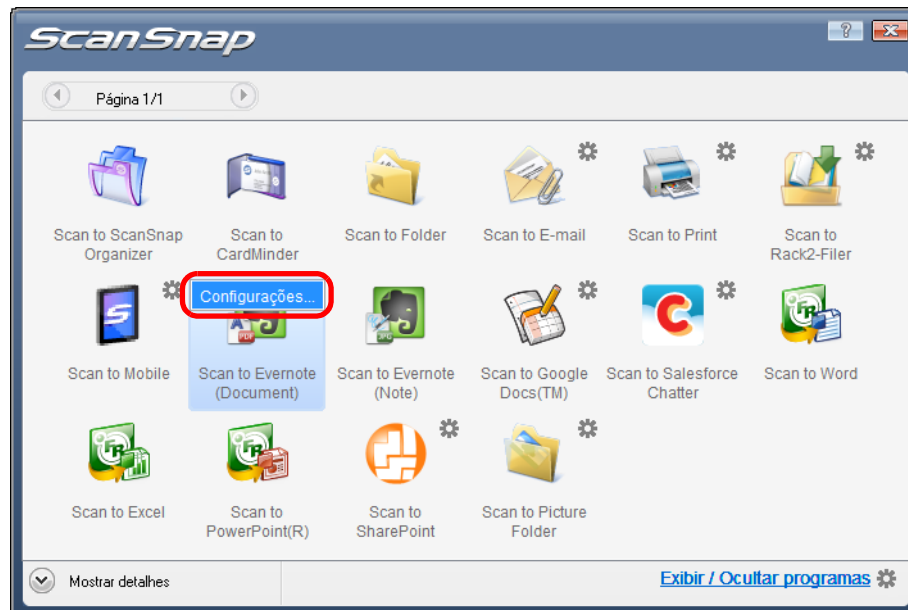 ScanSnap
Página 1/1
Scan to ScanSnap
Organizer
Scan to
CardMinder
Scan to Folder
Scan to E-mail
Scan to Print
Scan to
Rack2-Filer
Configurações...
Scan to Mobile
Scan to Evernote
(Document)
Scan to Evernote
(Note)
Scan to Google
Docs(TM)
Scan to Salesforce
Chatter
Scan to Word
Scan to Excel
Scan to
PowerPoint(R)
Scan to
SharePoint
Scan to Picture
Folder
Mostrar detalhes
Exibir / Ocultar programas